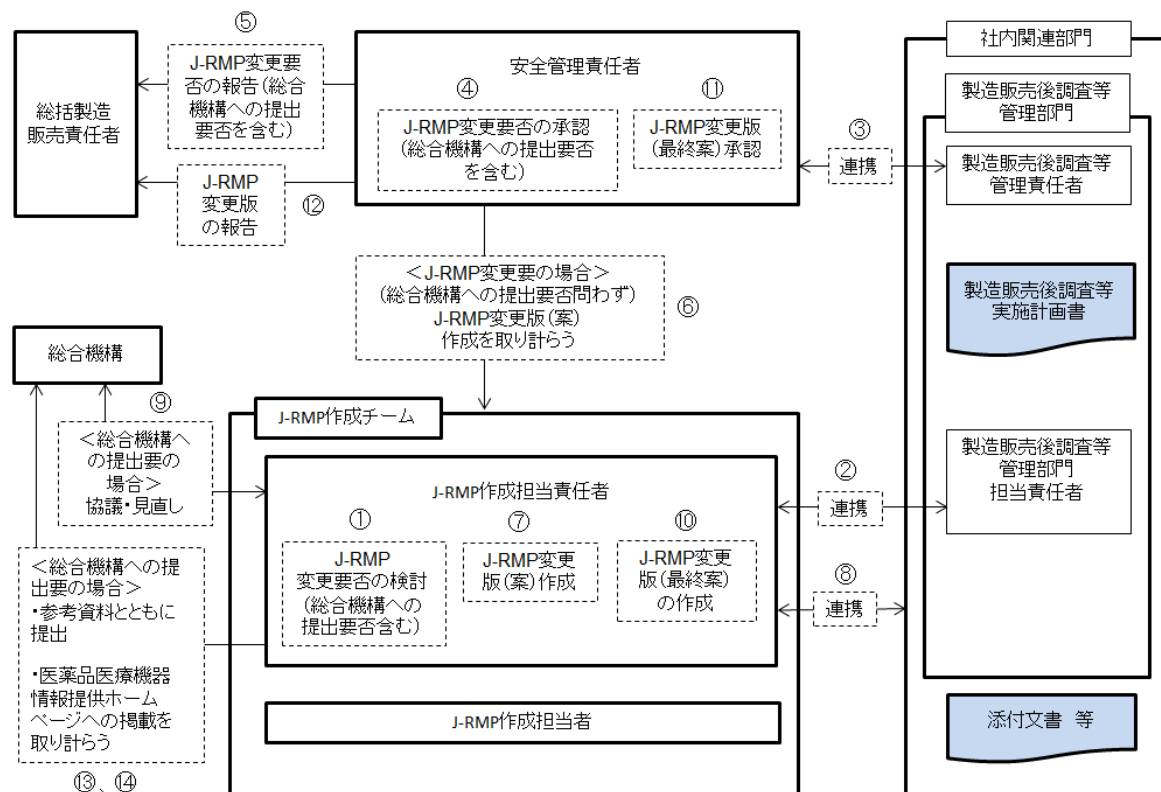 ⑤
J-RMP変更要
否の報告(総合
機構への提出
要否を含む)
総括製造
販売責任者
J-RMP
変更版
の報告
⑫
安全管理責任者
④
J-RMP変更要否の承認
(総合機構への提出要否
を含む)
⑪
J-RMP変更版
(最終案)承認
③
連携
社内関連部門
製造販売後調査等
管理部門
製造販売後調査等
管理責任者
製造販売後調査等
実施計画書
製造販売後調査等
管理部門
担当責任者
添付文書 等
＜J-RMP変更要の場合＞
(総合機構への提出要否問わず)
J-RMP変更版(案)
作成を取り計らう
⑥
総合機構
⑨
＜総合機構へ
の提出要の
場合＞
協議・見直し
＜総合機構への提
出要の場合＞
・参考資料とともに
提出
・医薬品医療機器
情報提供ホーム
ページへの掲載を
取り計らう
⑬、⑭
J-RMP作成チーム
J-RMP作成担当責任者
①
J-RMP
変更要否の検討
(総合機構への
提出要否含む)
⑦
J-RMP変更
版(案)作成
⑩
J-RMP変更
版(最終案)
の作成
②
連携
⑧
連携
J-RMP作成担当者